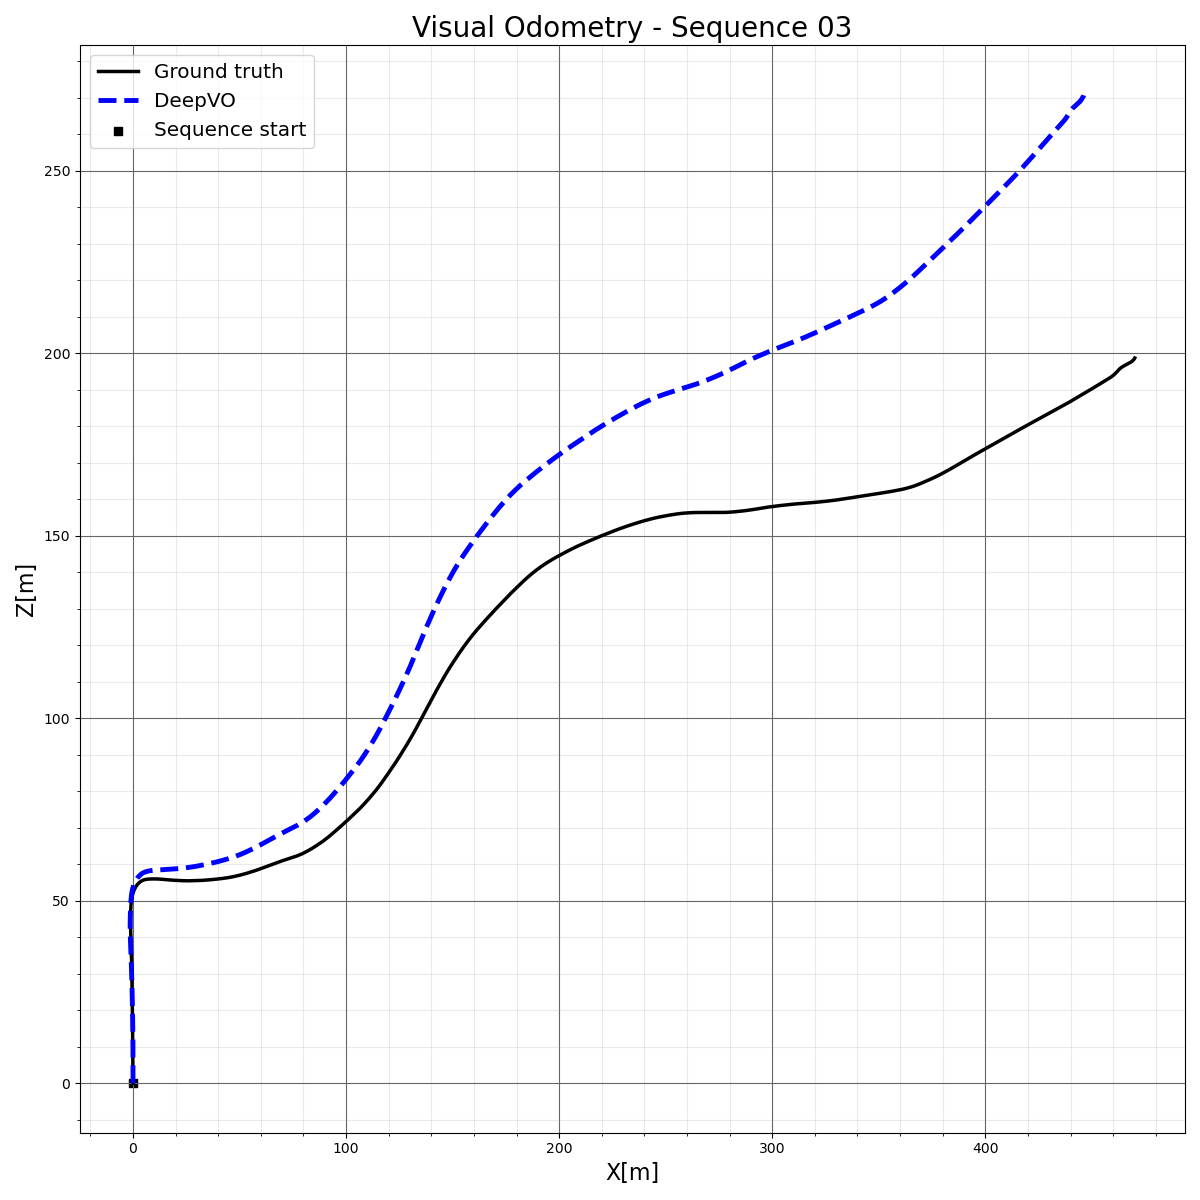 Visual Odometry - Sequence 03
Ground truth
DeepVO
Sequence start
250
200
150
100
50
0
Z[m]
0 100 200 300 400
X[m]